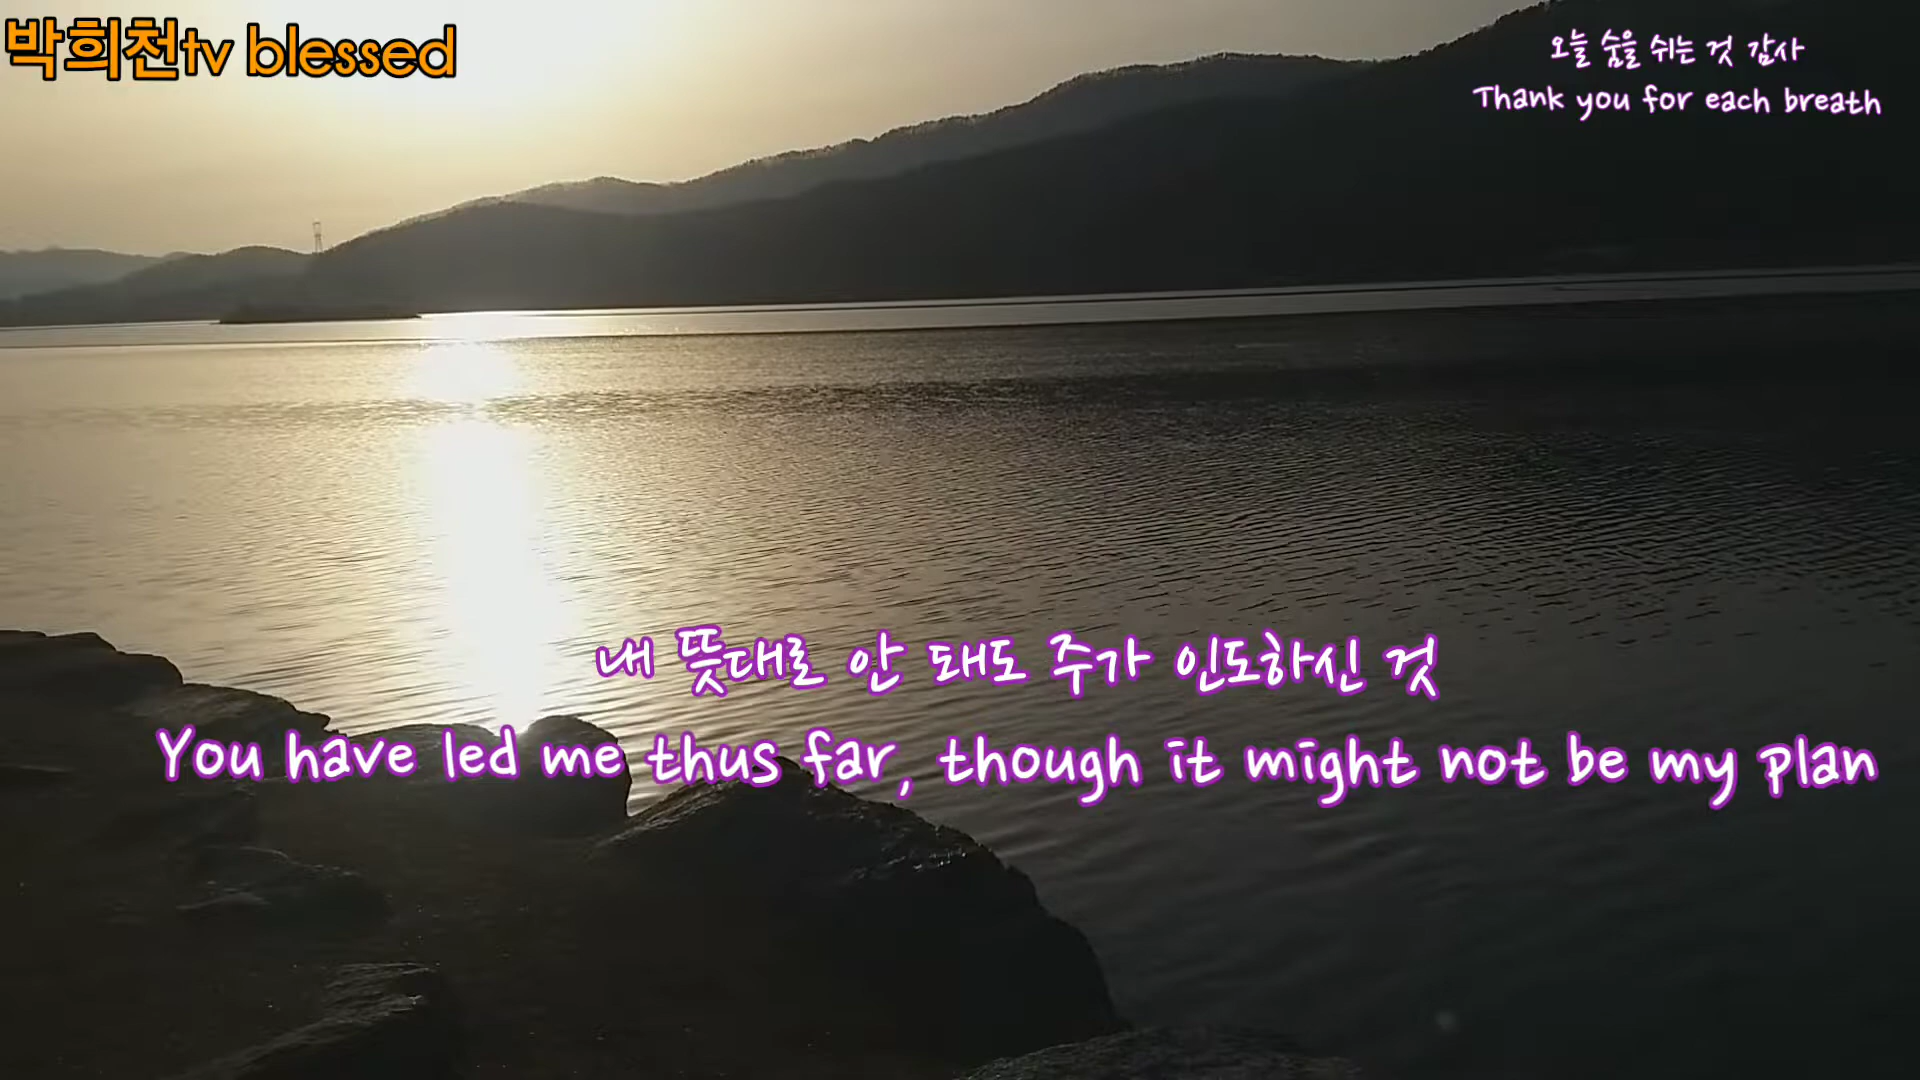 박희천tv blessed
오늘 숨을 쉬는 것 감사
Thank you for each breath
내 뜻대로 안 돼도 주가 인도하신 것
You have led me thus far, though it might not be my plan